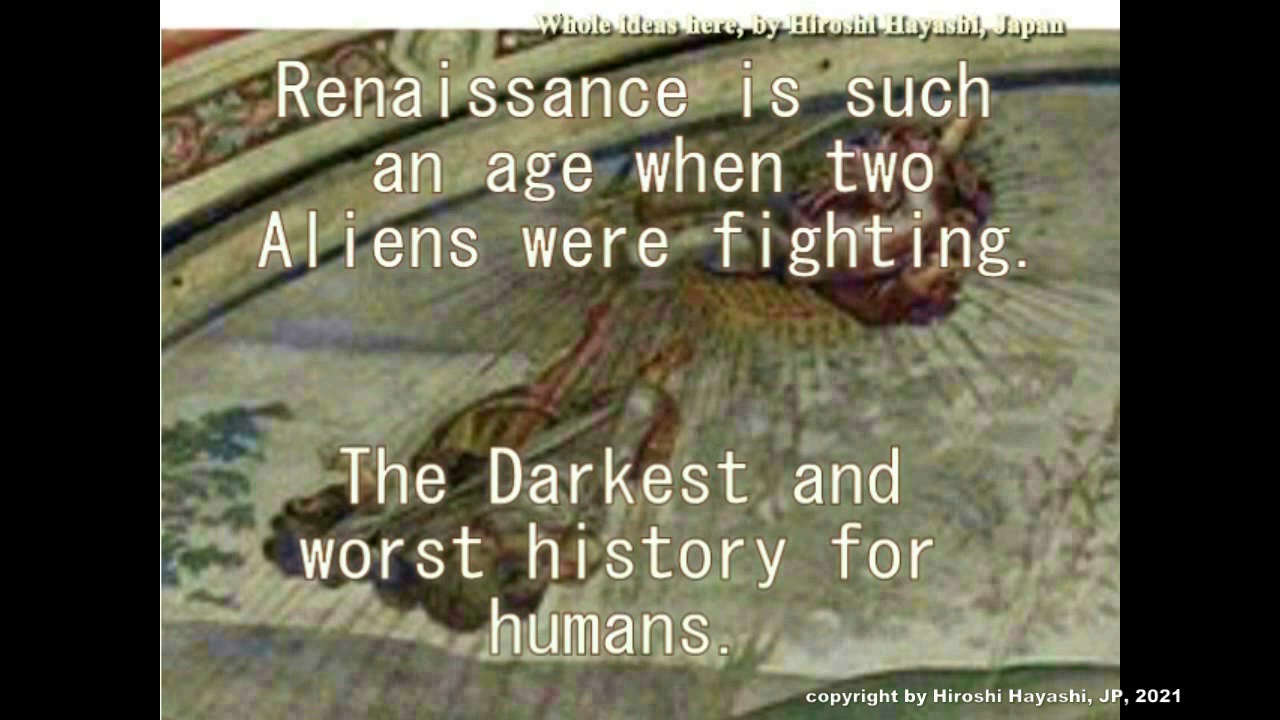 Whole ideas here, by Hiroshi Hayashi, Japan
Renaissance is such
an age when two
Aliens were fighting.
The Darkest and
worst history for
humans.
copyright by Hiroshi Hayashi, JP, 2021